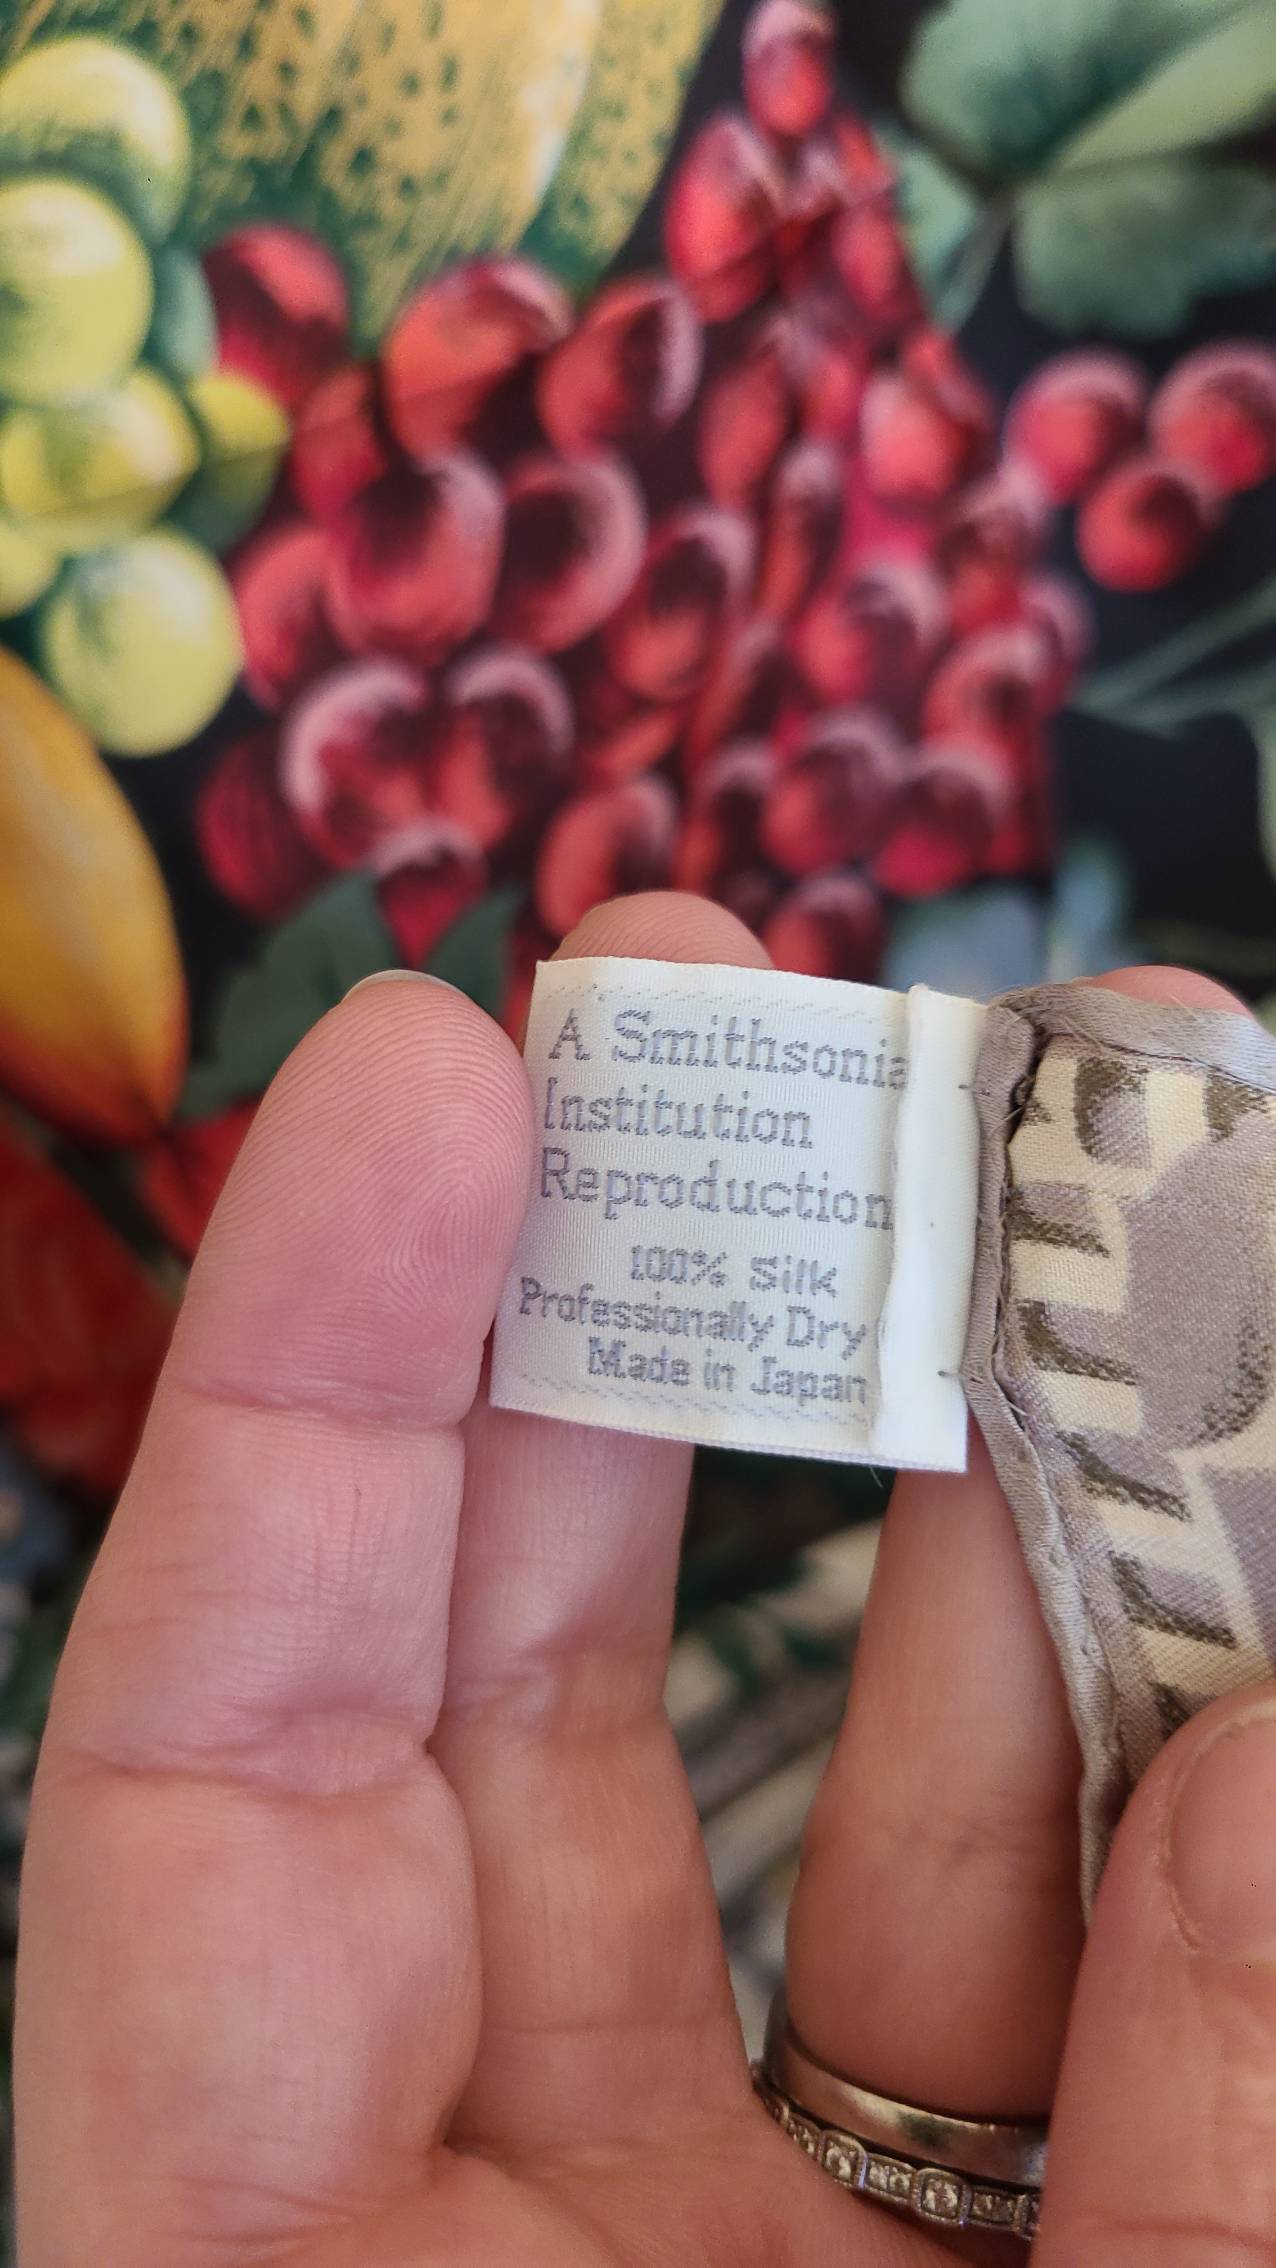 A Smithsonia
Institution
Reproduction
100% Silk
Professionally Dry
Made in Japan